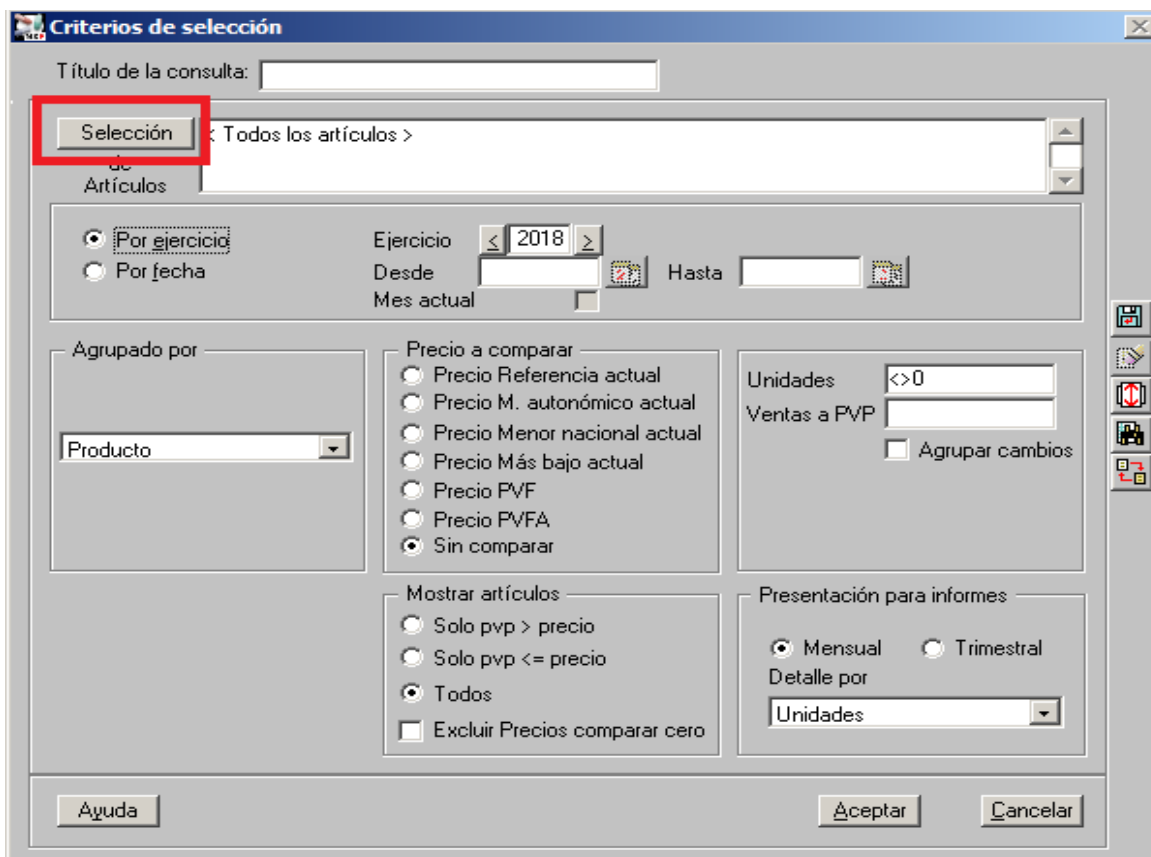 Criterios de selección
Título de la consulta:
Selección
de
Artículos
< Todos los artículos >
Por ejercicio
Por fecha
Ejercicio < 2018 >
Desde
Hasta
Mes actual
Agrupado por
Producto
Precio a comparar
Precio Referencia actual
Precio M. autonómico actual
Precio Menor nacional actual
Precio Más bajo actual
Precio PVF
Precio PVFA
Sin comparar
Unidades <>0
Ventas a PVP
Agrupar cambios
Mostrar artículos
Solo pvp > precio
Solo pvp <= precio
Todos
Excluir Precios comparar cero
Presentación para informes
Mensual Trimestral
Detalle por
Unidades
Ayuda
Aceptar
Cancelar